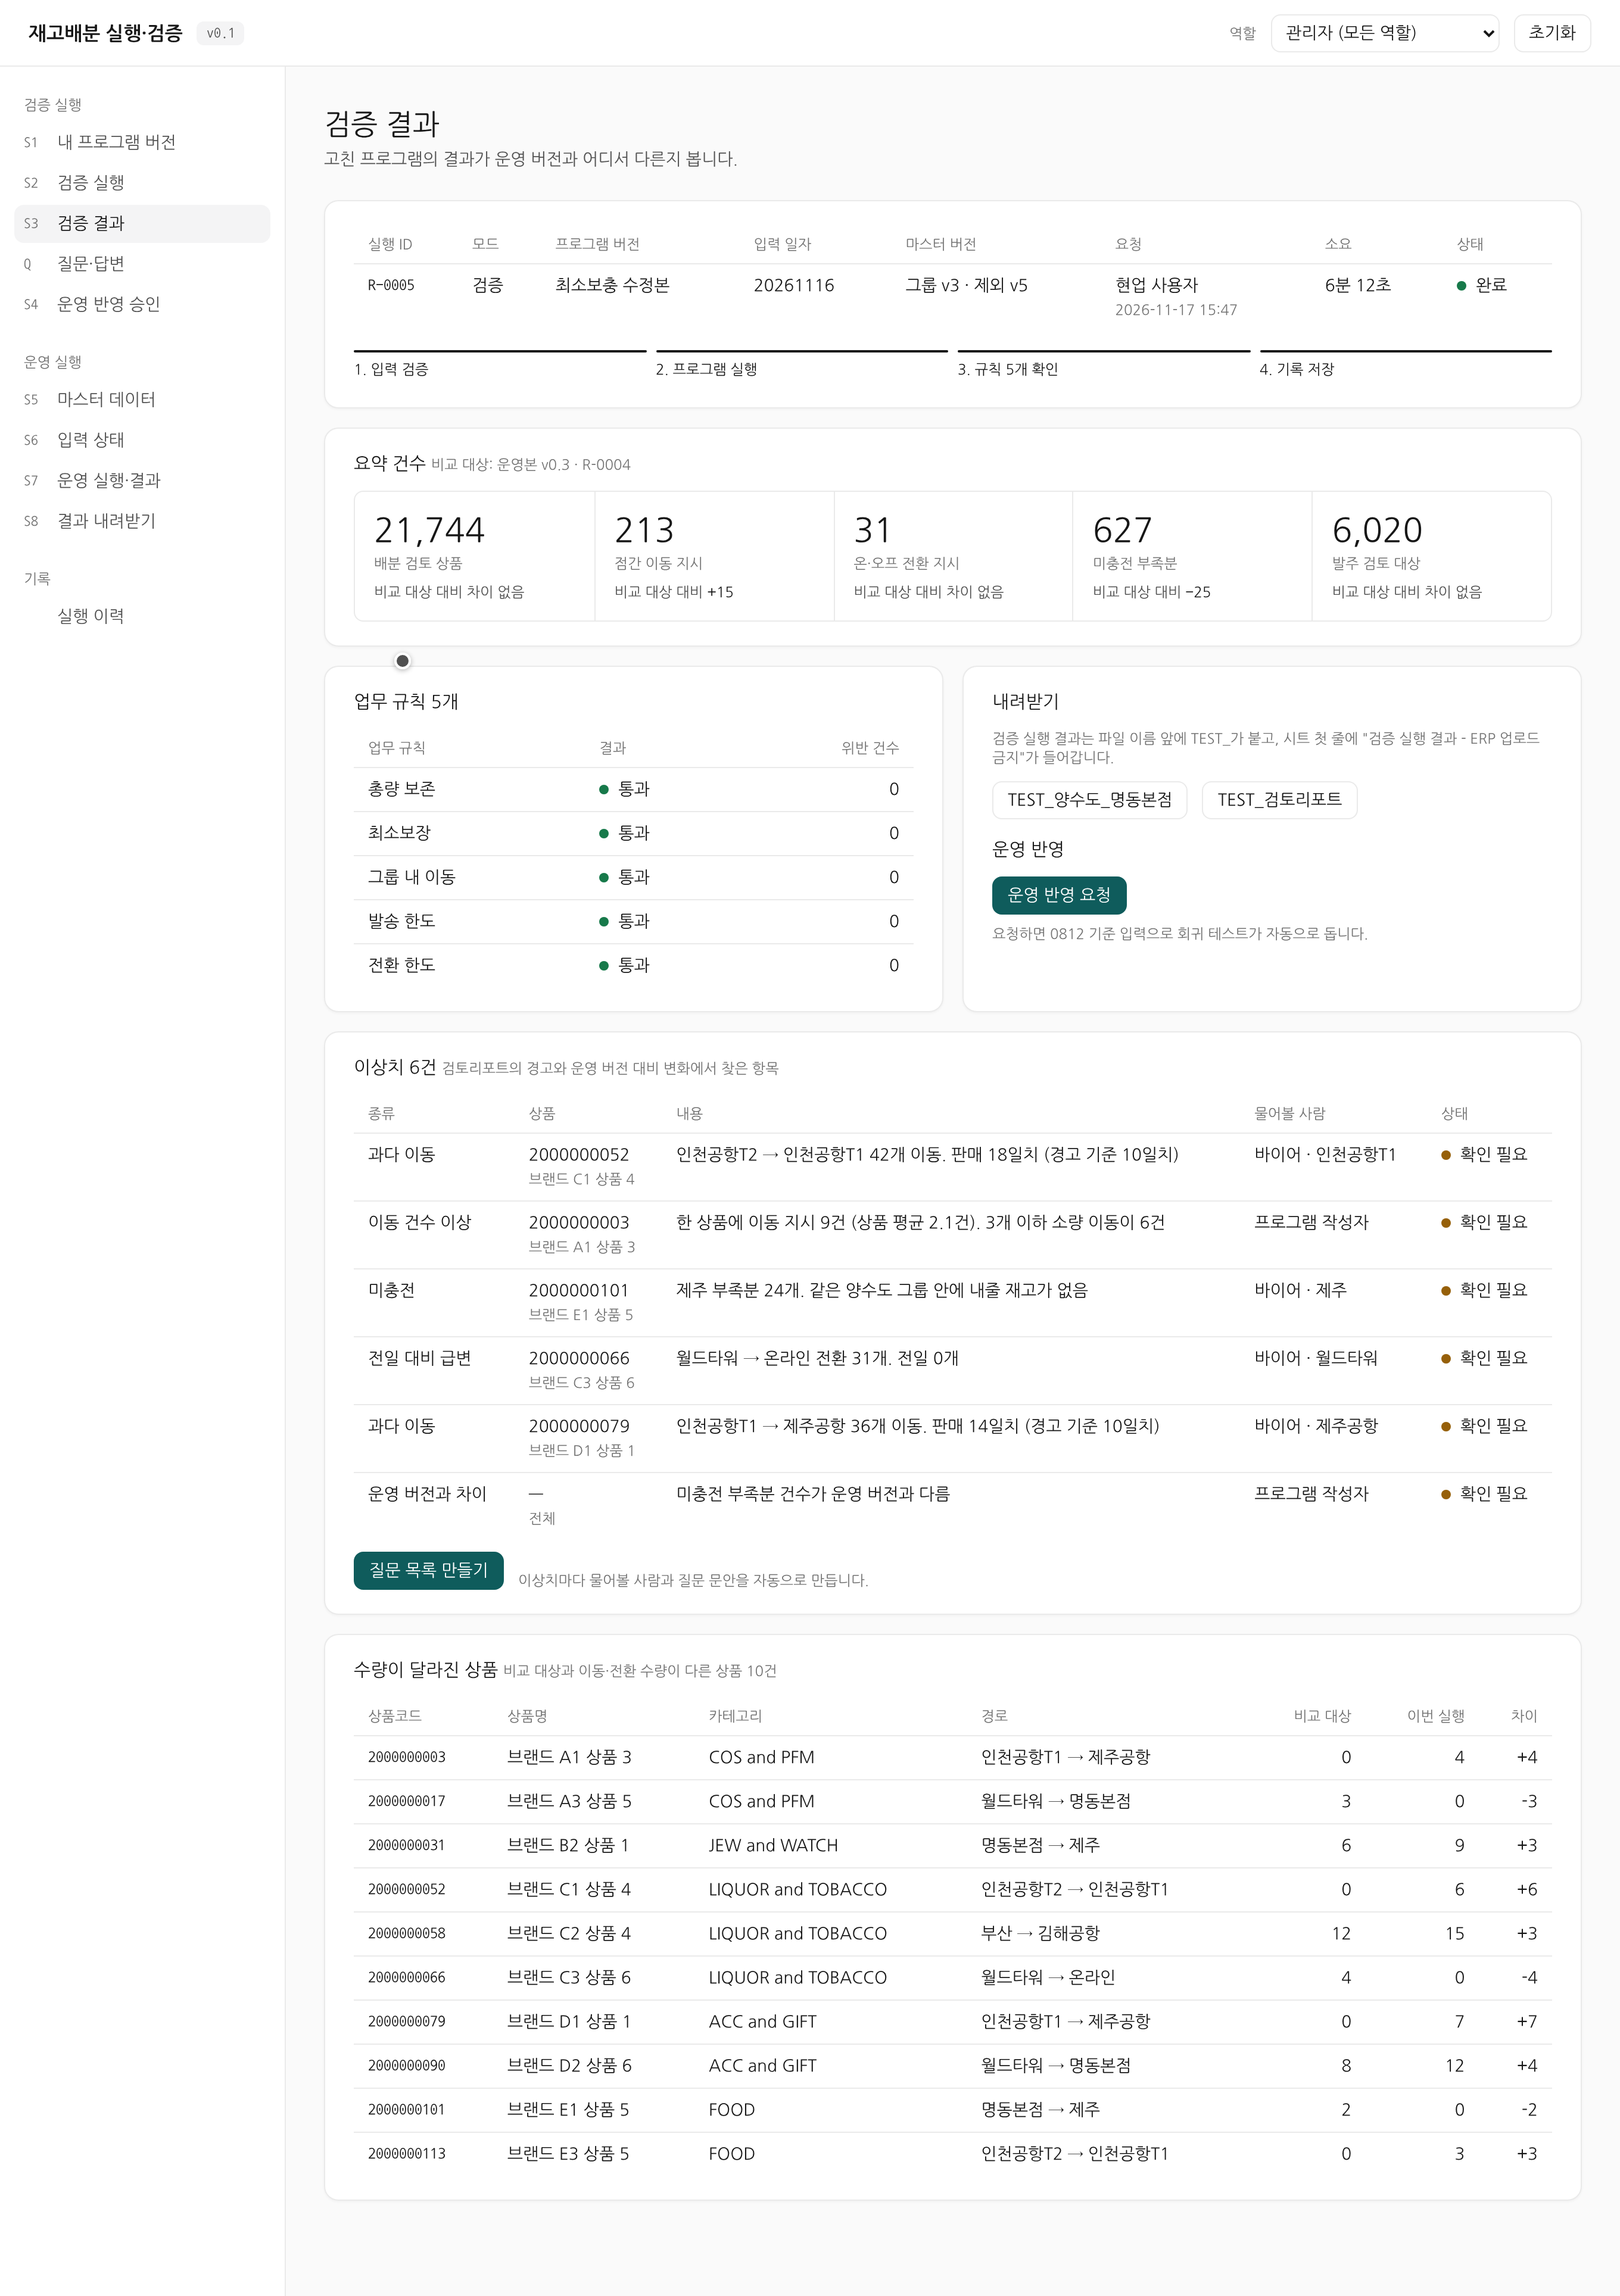 재고배분 실행·검증 v0.1
역할 관리자 (모든 역할) 초기화
검증 실행
S1 내 프로그램 버전
S2 검증 실행
S3 검증 결과
Q 질문·답변
S4 운영 반영 승인
운영 실행
S5 마스터 데이터
S6 입력 상태
S7 운영 실행·결과
S8 결과 내려받기
기록
실행 이력
검증 결과
고친 프로그램의 결과가 운영 버전과 어디서 다른지 봅니다.
실행 ID 모드 프로그램 버전 입력 일자 마스터 버전 요청 소요 상태
R-0005 검증 최소보충 수정본 20261116 그룹 v3 · 제외 v5 현업 사용자 6분 12초 완료
2026-11-17 15:47
1. 입력 검증 2. 프로그램 실행 3. 규칙 5개 확인 4. 기록 저장
요약 건수 비교 대상: 운영본 v0.3 · R-0004
21,744 213 31 627 6,020
배분 검토 상품 점간 이동 지시 온·오프 전환 지시 미충전 부족분 발주 검토 대상
비교 대상 대비 차이 없음 비교 대상 대비 +15 비교 대상 대비 차이 없음 비교 대상 대비 −25 비교 대상 대비 차이 없음
업무 규칙 5개
업무 규칙 결과 위반 건수
총량 보존 통과 0
최소보장 통과 0
그룹 내 이동 통과 0
발송 한도 통과 0
전환 한도 통과 0
내려받기
검증 실행 결과는 파일 이름 앞에 TEST_가 붙고, 시트 첫 줄에 "검증 실행 결과 - ERP 업로드
금지"가 들어갑니다.
TEST_양수도_명동본점 TEST_검토리포트
운영 반영
운영 반영 요청
요청하면 0812 기준 입력으로 회귀 테스트가 자동으로 돕니다.
이상치 6건 검토리포트의 경고와 운영 버전 대비 변화에서 찾은 항목
종류 상품 내용 물어볼 사람 상태
과다 이동 2000000052 인천공항T2 → 인천공항T1 42개 이동. 판매 18일치 (경고 기준 10일치) 바이어 · 인천공항T1 확인 필요
브랜드 C1 상품 4
이동 건수 이상 2000000003 한 상품에 이동 지시 9건 (상품 평균 2.1건). 3개 이하 소량 이동이 6건 프로그램 작성자 확인 필요
브랜드 A1 상품 3
미충전 2000000101 제주 부족분 24개. 같은 양수도 그룹 안에 내줄 재고가 없음 바이어 · 제주 확인 필요
브랜드 E1 상품 5
전일 대비 급변 2000000066 월드타워 → 온라인 전환 31개. 전일 0개 바이어 · 월드타워 확인 필요
브랜드 C3 상품 6
과다 이동 2000000079 인천공항T1 → 제주공항 36개 이동. 판매 14일치 (경고 기준 10일치) 바이어 · 제주공항 확인 필요
브랜드 D1 상품 1
운영 버전과 차이 — 미충전 부족분 건수가 운영 버전과 다름 프로그램 작성자 확인 필요
전체
질문 목록 만들기 이상치마다 물어볼 사람과 질문 문안을 자동으로 만듭니다.
수량이 달라진 상품 비교 대상과 이동·전환 수량이 다른 상품 10건
상품코드 상품명 카테고리 경로 비교 대상 이번 실행 차이
2000000003 브랜드 A1 상품 3 COS and PFM 인천공항T1 → 제주공항 0 4 +4
2000000017 브랜드 A3 상품 5 COS and PFM 월드타워 → 명동본점 3 0 -3
2000000031 브랜드 B2 상품 1 JEW and WATCH 명동본점 → 제주 6 9 +3
2000000052 브랜드 C1 상품 4 LIQUOR and TOBACCO 인천공항T2 → 인천공항T1 0 6 +6
2000000058 브랜드 C2 상품 4 LIQUOR and TOBACCO 부산 → 김해공항 12 15 +3
2000000066 브랜드 C3 상품 6 LIQUOR and TOBACCO 월드타워 → 온라인 4 0 -4
2000000079 브랜드 D1 상품 1 ACC and GIFT 인천공항T1 → 제주공항 0 7 +7
2000000090 브랜드 D2 상품 6 ACC and GIFT 월드타워 → 명동본점 8 12 +4
2000000101 브랜드 E1 상품 5 FOOD 명동본점 → 제주 2 0 -2
2000000113 브랜드 E3 상품 5 FOOD 인천공항T2 → 인천공항T1 0 3 +3